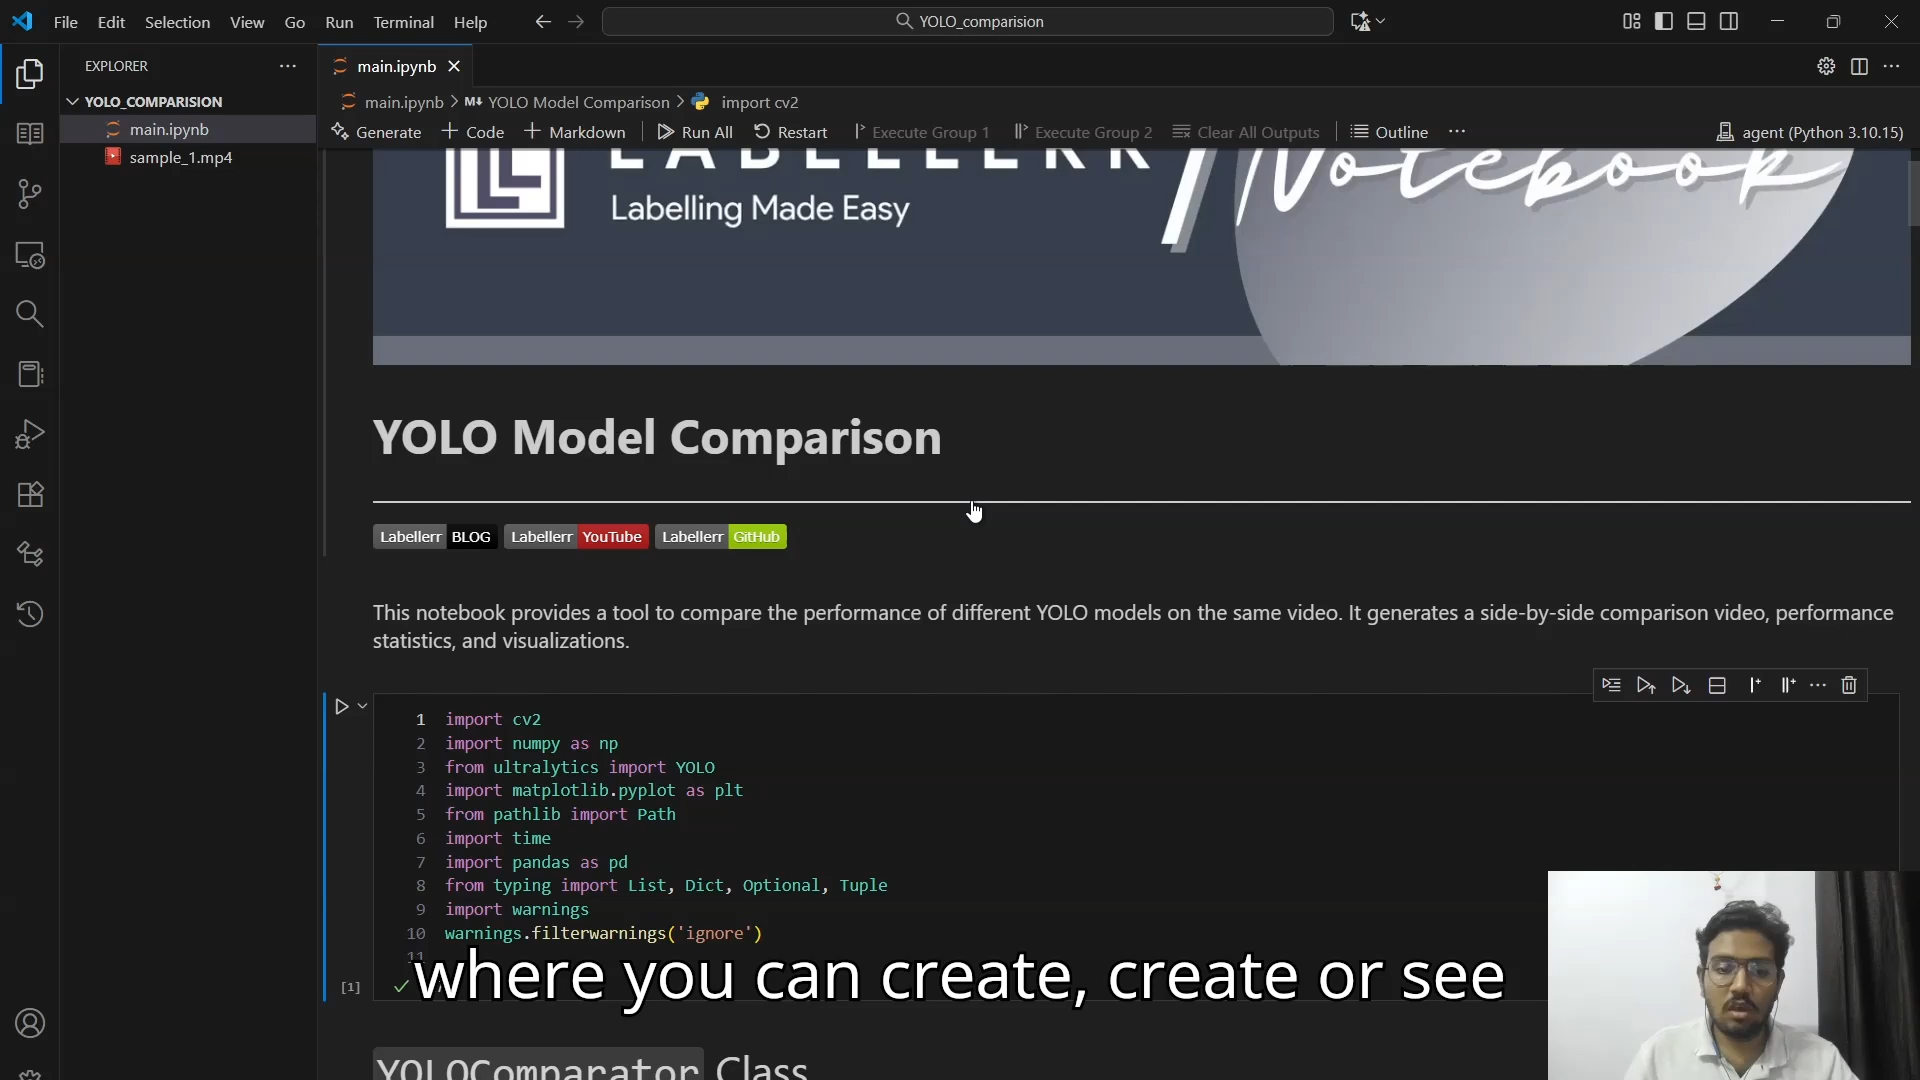 File Edit Selection View Go Run Terminal Help YOLO_comparision
EXPLORER
YOLO_COMPARISION
main.ipynb
sample_1.mp4
main.ipynb
main.ipynb > M↓ YOLO Model Comparison > import cv2
Generate + Code + Markdown Run All Restart Execute Group 1 Execute Group 2 Clear All Outputs Outline ... agent (Python 3.10.15)
LABELLERR
Notebook
Labelling Made Easy
YOLO Model Comparison
Labellerr BLOG Labellerr YouTube Labellerr GitHub
This notebook provides a tool to compare the performance of different YOLO models on the same video. It generates a side-by-side comparison video, performance
statistics, and visualizations.
1 import cv2
2 import numpy as np
3 from ultralytics import YOLO
4 import matplotlib.pyplot as plt
5 from pathlib import Path
6 import time
7 import pandas as pd
8 from typing import List, Dict, Optional, Tuple
9 import warnings
10 warnings.filterwarnings('ignore')
11
[1]
where you can create, create or see
YOLOComparator Class